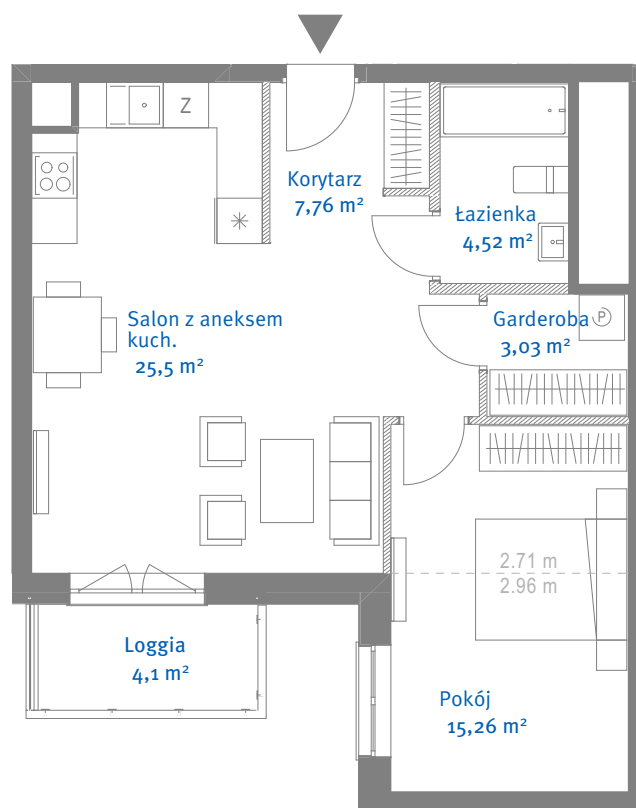 Z
Korytarz
7,76 m²
Łazienka
4,52 m²
Salon z aneksem
kuch.
25,5 m²
Garderoba
3,03 m²
P
2.71 m
2.96 m
Loggia
4,1 m²
Pokój
15,26 m²